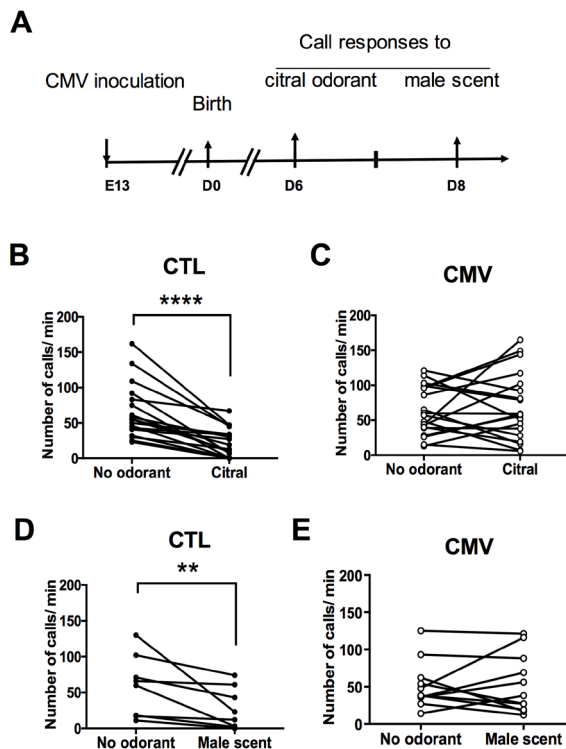 A
Call responses to
CMV inoculation
citral odorant
male scent
Birth
E13
D0
D6
D8
B
CTL
****
Number of calls/ min
200
150
100
50
0
No odorant
Citral
C
CMV
Number of calls/ min
200
150
100
50
0
No odorant
Citral
D
CTL
**
Number of calls/ min
200
150
100
50
0
No odorant
Male scent
E
CMV
Number of calls/ min
200
150
100
50
0
No odorant
Male scent